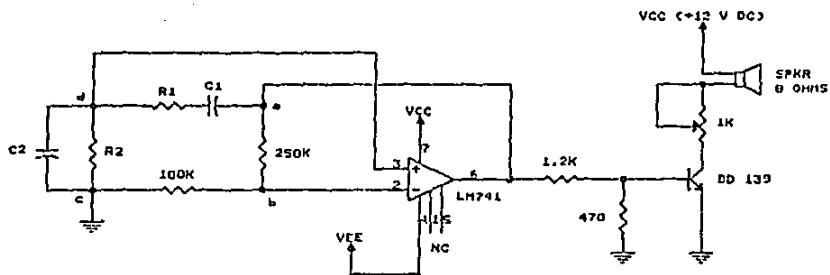 VCC (+12 V DC)
SPKR
8 OHMS
d
R1
C1
a
VCC
1K
C2
R2
250K
7
3
+
6
1.2K
100K
2
-
LM741
BD 139
c
b
4
1
5
470
NC
VEE